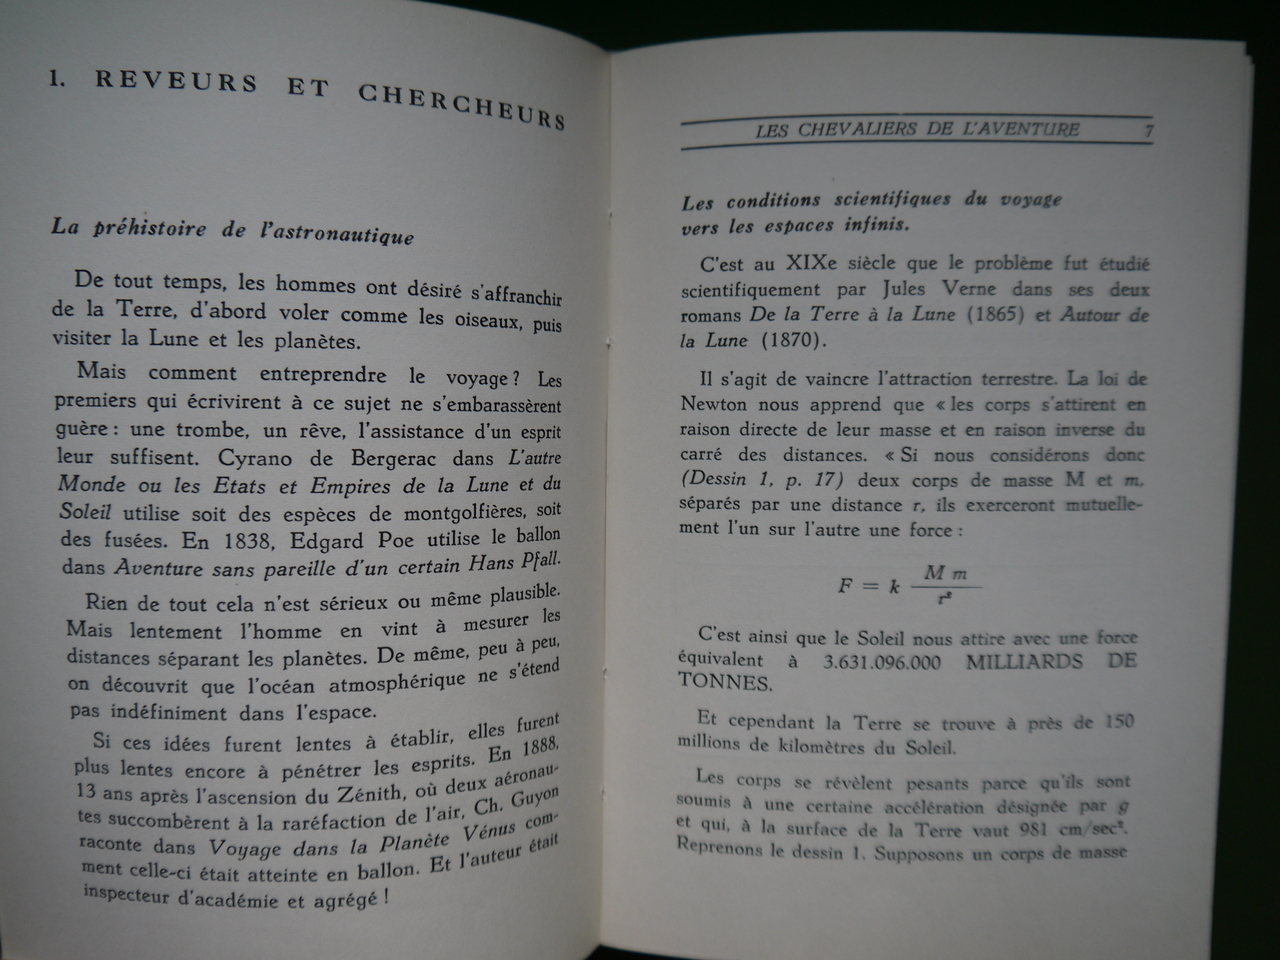 1. REVEURS ET CHERCHEURS
La préhistoire de l'astronautique
De tout temps, les hommes ont désiré s'affranchir
de la Terre, d'abord voler comme les oiseaux, puis
visiter la Lune et les planètes.
Mais comment entreprendre le voyage ? Les
premiers qui écrivirent à ce sujet ne s'embarassèrent
guère : une trombe, un rêve, l'assistance d'un esprit
leur suffisent. Cyrano de Bergerac dans L'autre
Monde ou les Etats et Empires de la Lune et du
Soleil utilise soit des espèces de montgolfières, soit
des fusées. En 1838, Edgard Poe utilise le ballon
dans Aventure sans pareille d'un certain Hans Pfall.
Rien de tout cela n'est sérieux ou même plausible.
Mais lentement l'homme en vint à mesurer les
distances séparant les planètes. De même, peu à peu,
on découvrit que l'océan atmosphérique ne s'étend
pas indéfiniment dans l'espace.
Si ces idées furent lentes à établir, elles furent
plus lentes encore à pénétrer les esprits. En 1888,
13 ans après l'ascension du Zénith, où deux aéronau-
tes succombèrent à la raréfaction de l'air, Ch. Guyon
raconte dans Voyage dans la Planète Vénus com-
ment celle-ci était atteinte en ballon. Et l'auteur était
inspecteur d'académie et agrégé !
LES CHEVALIERS DE L'AVENTURE 7
Les conditions scientifiques du voyage
vers les espaces infinis.
C'est au XIXe siècle que le problème fut étudié
scientifiquement par Jules Verne dans ses deux
romans De la Terre à la Lune (1865) et Autour de
la Lune (1870).
Il s'agit de vaincre l'attraction terrestre. La loi de
Newton nous apprend que « les corps s'attirent en
raison directe de leur masse et en raison inverse du
carré des distances. « Si nous considérons donc
(Dessin 1, p. 17) deux corps de masse M et m,
séparés par une distance r, ils exerceront mutuelle-
ment l'un sur l'autre une force :
F = k M m / r²
C'est ainsi que le Soleil nous attire avec une force
équivalent à 3.631.096.000 MILLIARDS DE
TONNES.
Et cependant la Terre se trouve à près de 150
millions de kilomètres du Soleil.
Les corps se révèlent pesants parce qu'ils sont
soumis à une certaine accélération désignée par g
et qui, à la surface de la Terre vaut 981 cm/sec².
Reprenons le dessin 1. Supposons un corps de masse